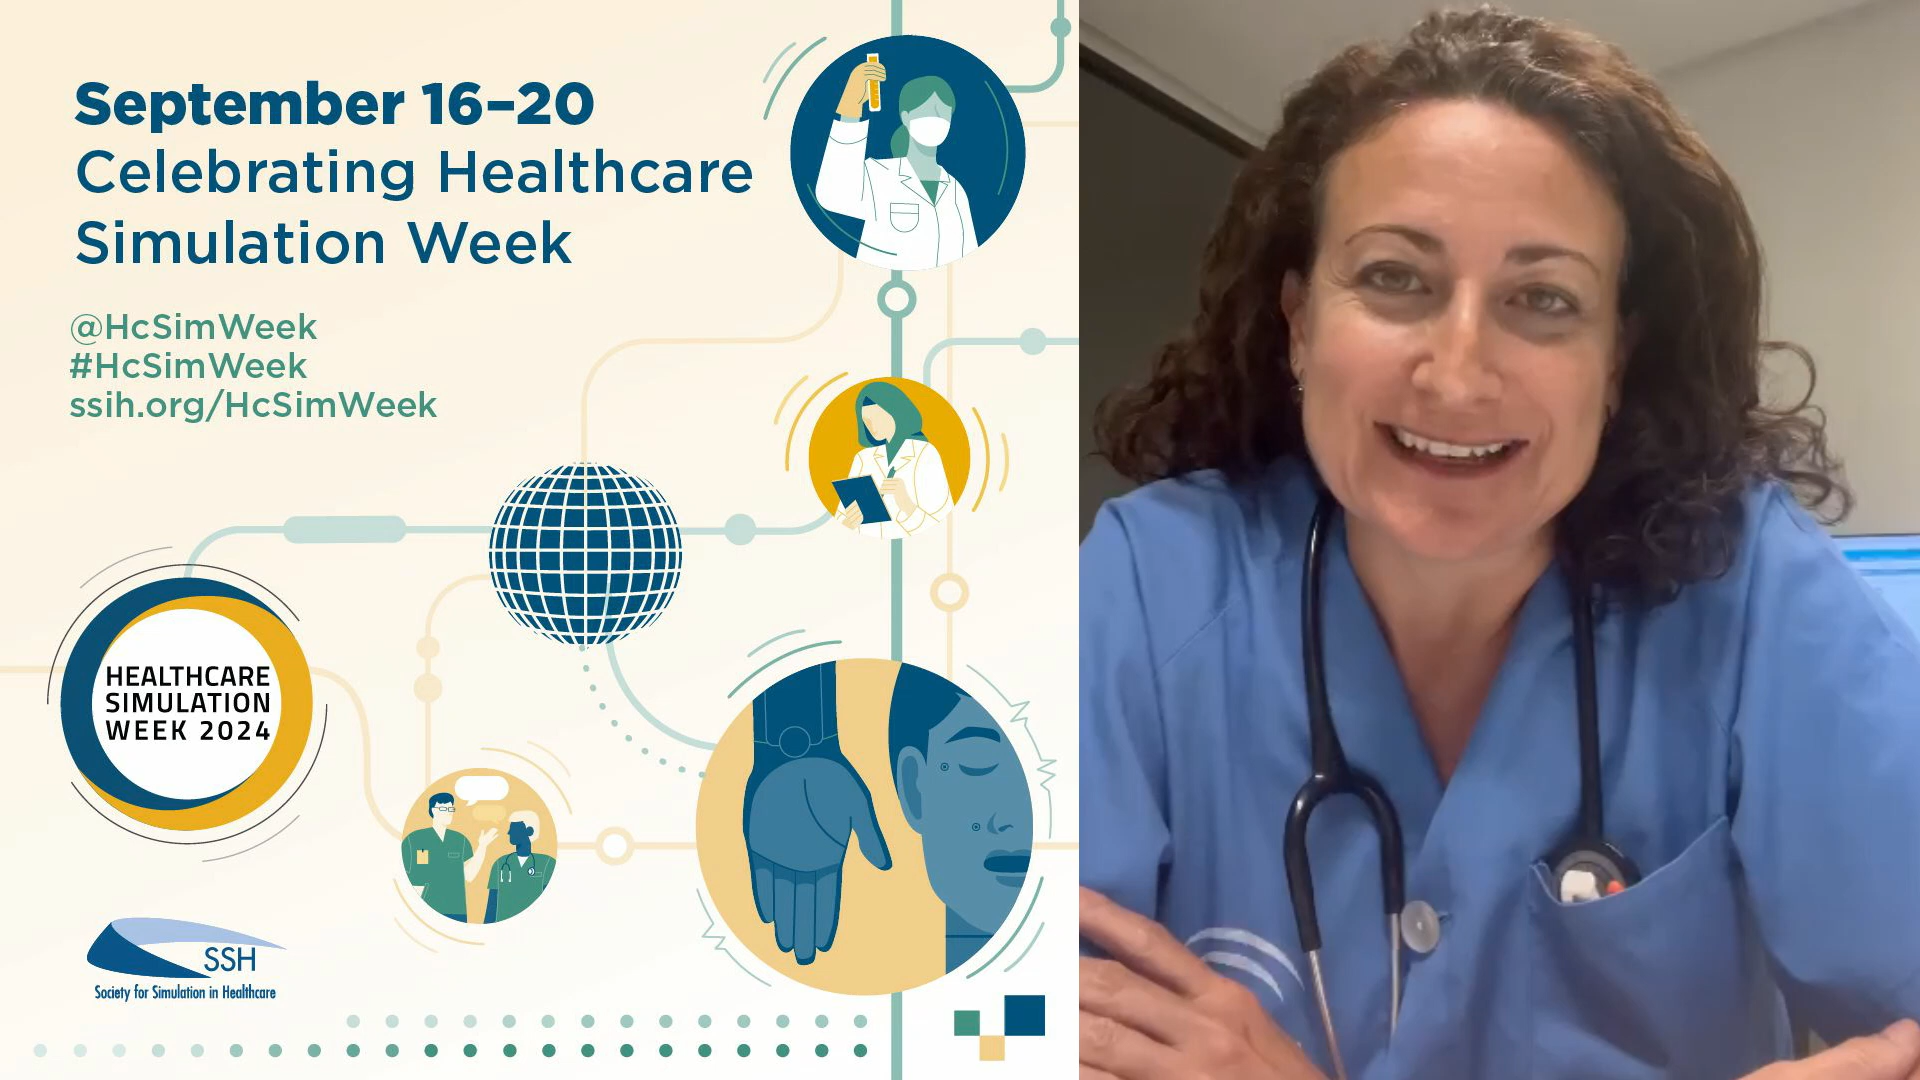 September 16–20
Celebrating Healthcare
Simulation Week
@HcSimWeek
#HcSimWeek
ssih.org/HcSimWeek
HEALTHCARE
SIMULATION
WEEK 2024
SSH
Society for Simulation in Healthcare